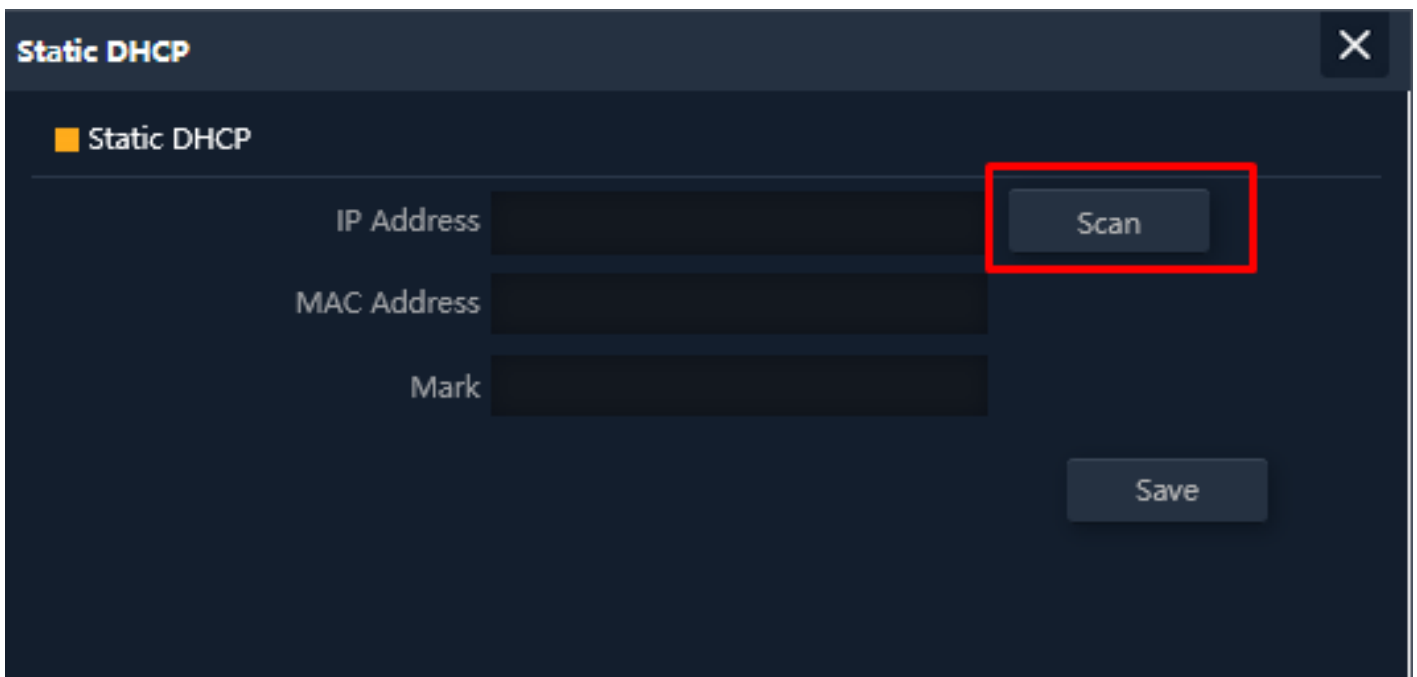 Static DHCP
Static DHCP
IP Address
Scan
MAC Address
Mark
Save